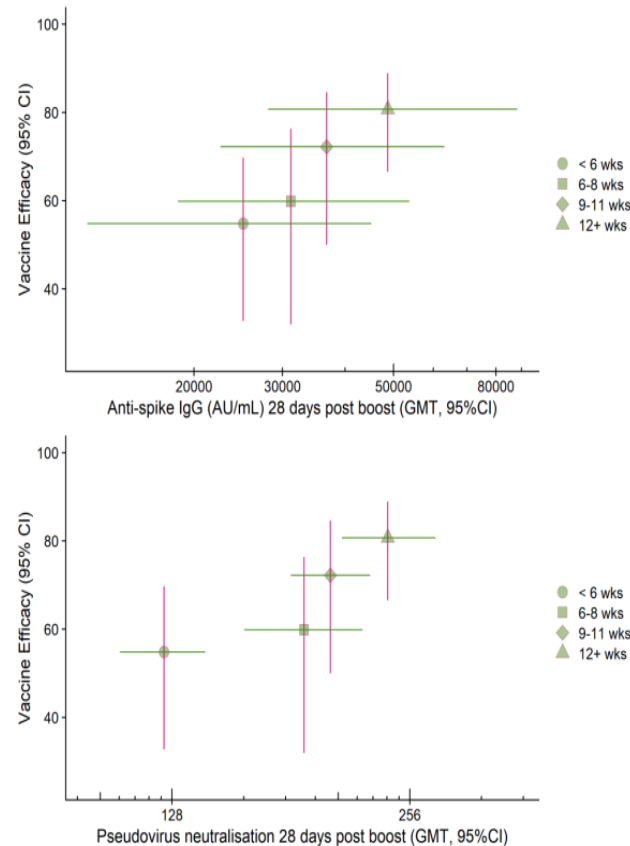 100
80
60
40
Vaccine Efficacy (95% CI)
20000 30000 50000 80000
Anti-spike IgG (AU/mL) 28 days post boost (GMT, 95%CI)
< 6 wks
6-8 wks
9-11 wks
12+ wks
100
80
60
40
Vaccine Efficacy (95% CI)
128 256
Pseudovirus neutralisation 28 days post boost (GMT, 95%CI)
< 6 wks
6-8 wks
9-11 wks
12+ wks